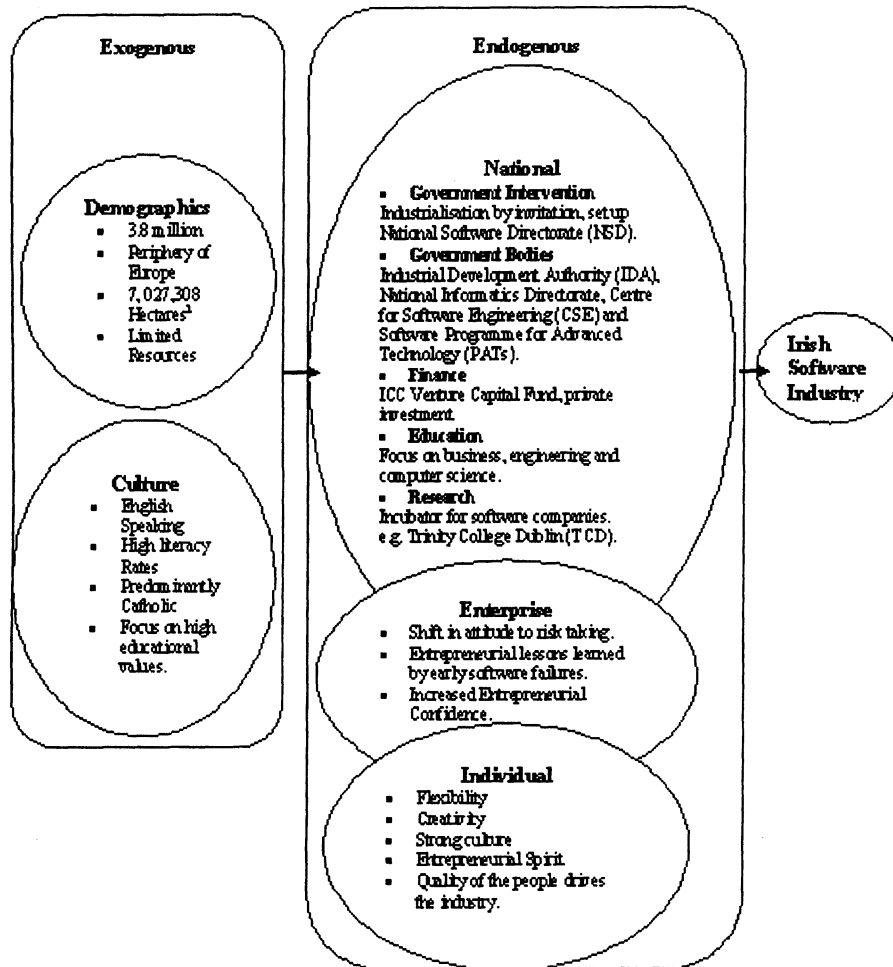 Exogenous
Demographics
▪ 3.8 million
▪ Periphery of
Europe
▪ 7,027,308
Hectares
▪ Limited
Resources
Culture
▪ English
Speaking
▪ High literacy
Rates
▪ Predominantly
Catholic
▪ Focus on high
educational
values.
Endogenous
National
▪ Government Intervention
Industrialisation by invitation, set up
National Software Directorate (NSD).
▪ Government Bodies
Industrial Development Authority (IDA),
National Informatics Directorate, Centre
for Software Engineering (CSE) and
Software Programme for Advanced
Technology (PATs).
▪ Finance
ICC Venture Capital Fund, private
investment.
▪ Education
Focus on business, engineering and
computer science.
▪ Research
Incubator for software companies.
e.g. Trinity College Dublin (TCD).
Enterprise
▪ Shift in attitude to risk taking.
▪ Entrepreneurial lessons learned
by early software failures.
▪ Increased Entrepreneurial
Confidence.
Individual
▪ Flexibility
▪ Creativity
▪ Strong culture
▪ Entrepreneurial Spirit
▪ Quality of the people drives
the industry.
Irish
Software
Industry